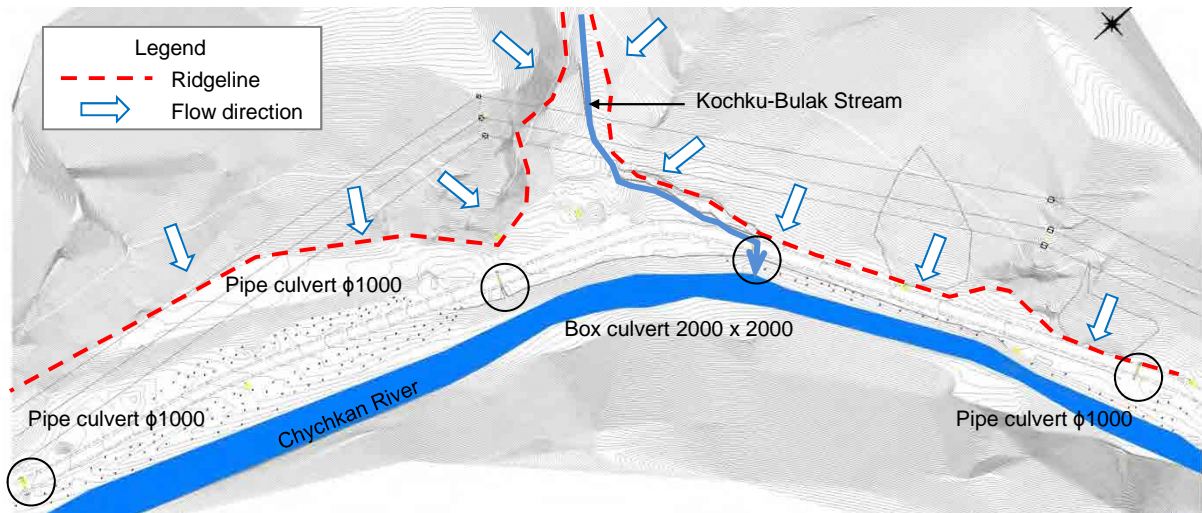 Legend
Ridgeline
Flow direction
Kochku-Bulak Stream
Pipe culvert ϕ1000
Box culvert 2000 x 2000
Chychkan River
Pipe culvert ϕ1000
Pipe culvert ϕ1000